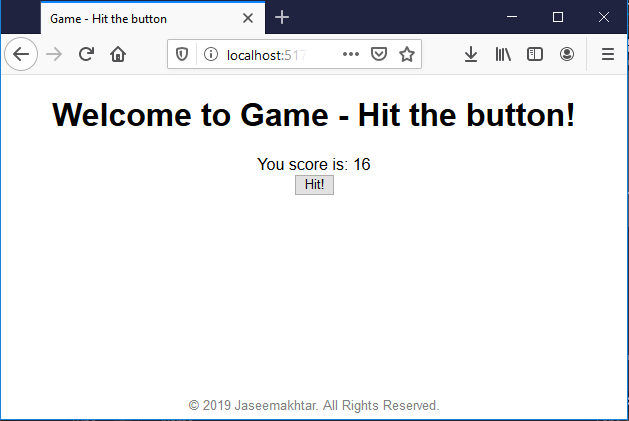 Game - Hit the button
localhost:517
Welcome to Game - Hit the button!
You score is: 16
Hit!
© 2019 Jaseemakhtar. All Rights Reserved.